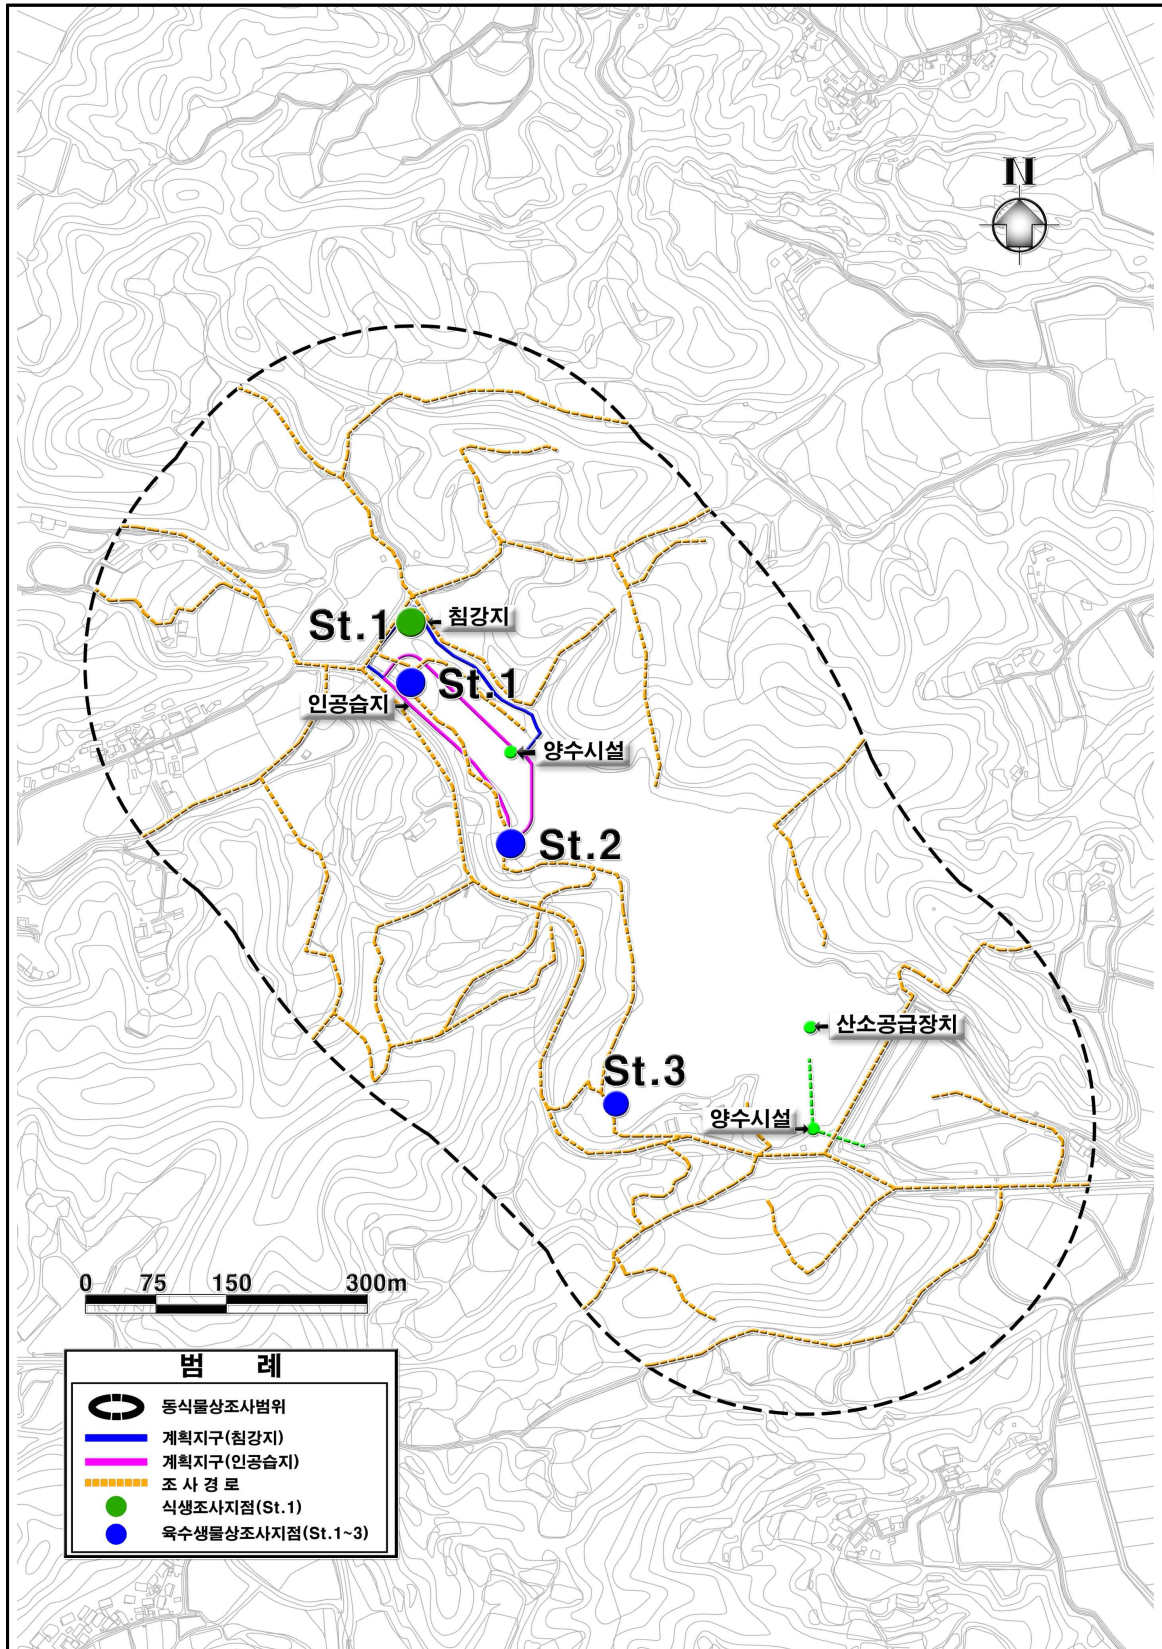 N
St.1
침강지
St.1
인공습지
양수시설
St.2
산소공급장치
St.3
양수시설
0 75 150 300m
범 례
동식물상조사범위
계획지구(침강지)
계획지구(인공습지)
조 사 경 로
식생조사지점(St.1)
육수생물상조사지점(St.1~3)